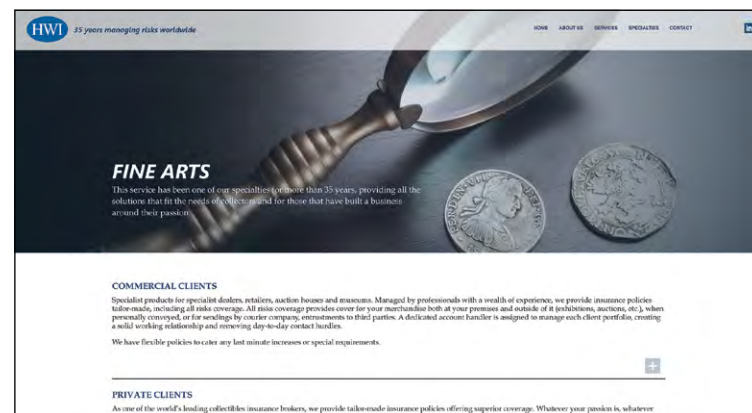 HWI
35 years managing risks worldwide
HOME ABOUT US SERVICES SPECIALTIES CONTACT
in
FINE ARTS
This service has been one of our specialties for more than 35 years, providing all the
solutions that fit the needs of collectors and for those that have built a business
around their passion
COMMERCIAL CLIENTS
Specialist products for specialist dealers, retailers, auction houses and museums. Managed by professionals with a wealth of experience, we provide insurance policies
tailor-made, including all risks coverage. All risks coverage provides cover for your merchandise both at your premises and outside of it (exhibitions, auctions, etc.), when
personally conveyed, or for sendings by courier company, entrustments to third parties. A dedicated account handler is assigned to manage each client portfolio, creating
a solid working relationship and removing day-to-day contact hurdles.
We have flexible policies to cater any last minute increases or special requirements.
+
PRIVATE CLIENTS
As one of the world's leading collectibles insurance brokers, we provide tailor-made insurance policies offering superior coverage. Whatever your passion is, whatever